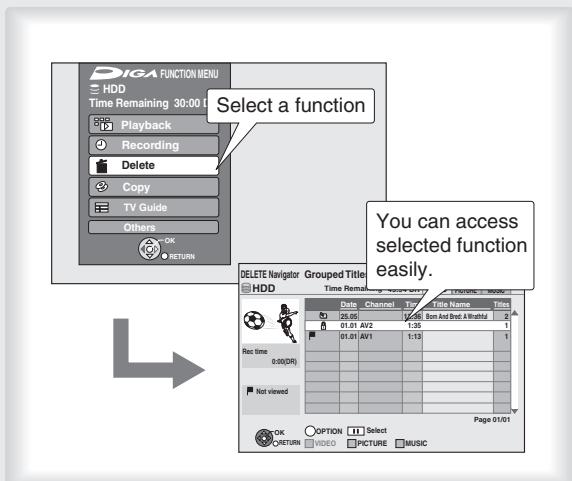 DIGA FUNCTION MENU
HDD
Time Remaining 30:00 D
Select a function
Playback
Recording
Delete
Copy
TV Guide
Others
OK
RETURN
You can access
selected function
easily.
DELETE Navigator Grouped Titles
HDD Time Remaining PICTURE MUSIC
Date Channel Time Title Name Titles
25.05 Born And Bred: A Wrathful 2
01.01 AV2 1:35 1
01.01 AV1 1:13 1
Rec time
0:00(DR)
Not viewed
Page 01/01
OK OPTION Select
RETURN VIDEO PICTURE MUSIC